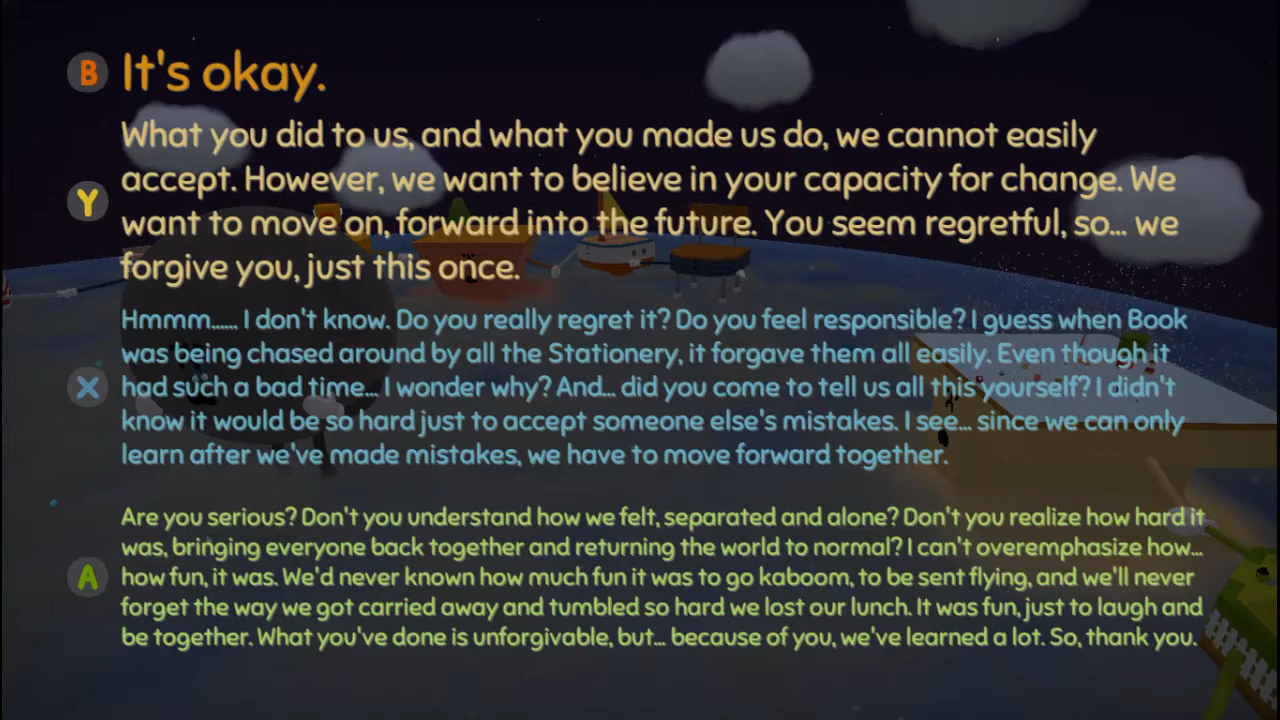 B It's okay.
What you did to us, and what you made us do, we cannot easily
accept. However, we want to believe in your capacity for change. We
Y want to move on, forward into the future. You seem regretful, so... we
forgive you, just this once.
Hmmm...... I don't know. Do you really regret it? Do you feel responsible? I guess when Book
was being chased around by all the Stationery, it forgave them all easily. Even though it
X had such a bad time... I wonder why? And... did you come to tell us all this yourself? I didn't
know it would be so hard just to accept someone else's mistakes. I see... since we can only
learn after we've made mistakes, we have to move forward together.
Are you serious? Don't you understand how we felt, separated and alone? Don't you realize how hard it
was, bringing everyone back together and returning the world to normal? I can't overemphasize how...
A how fun, it was. We'd never known how much fun it was to go kaboom, to be sent flying, and we'll never
forget the way we got carried away and tumbled so hard we lost our lunch. It was fun, just to laugh and
be together. What you've done is unforgivable, but... because of you, we've learned a lot. So, thank you.